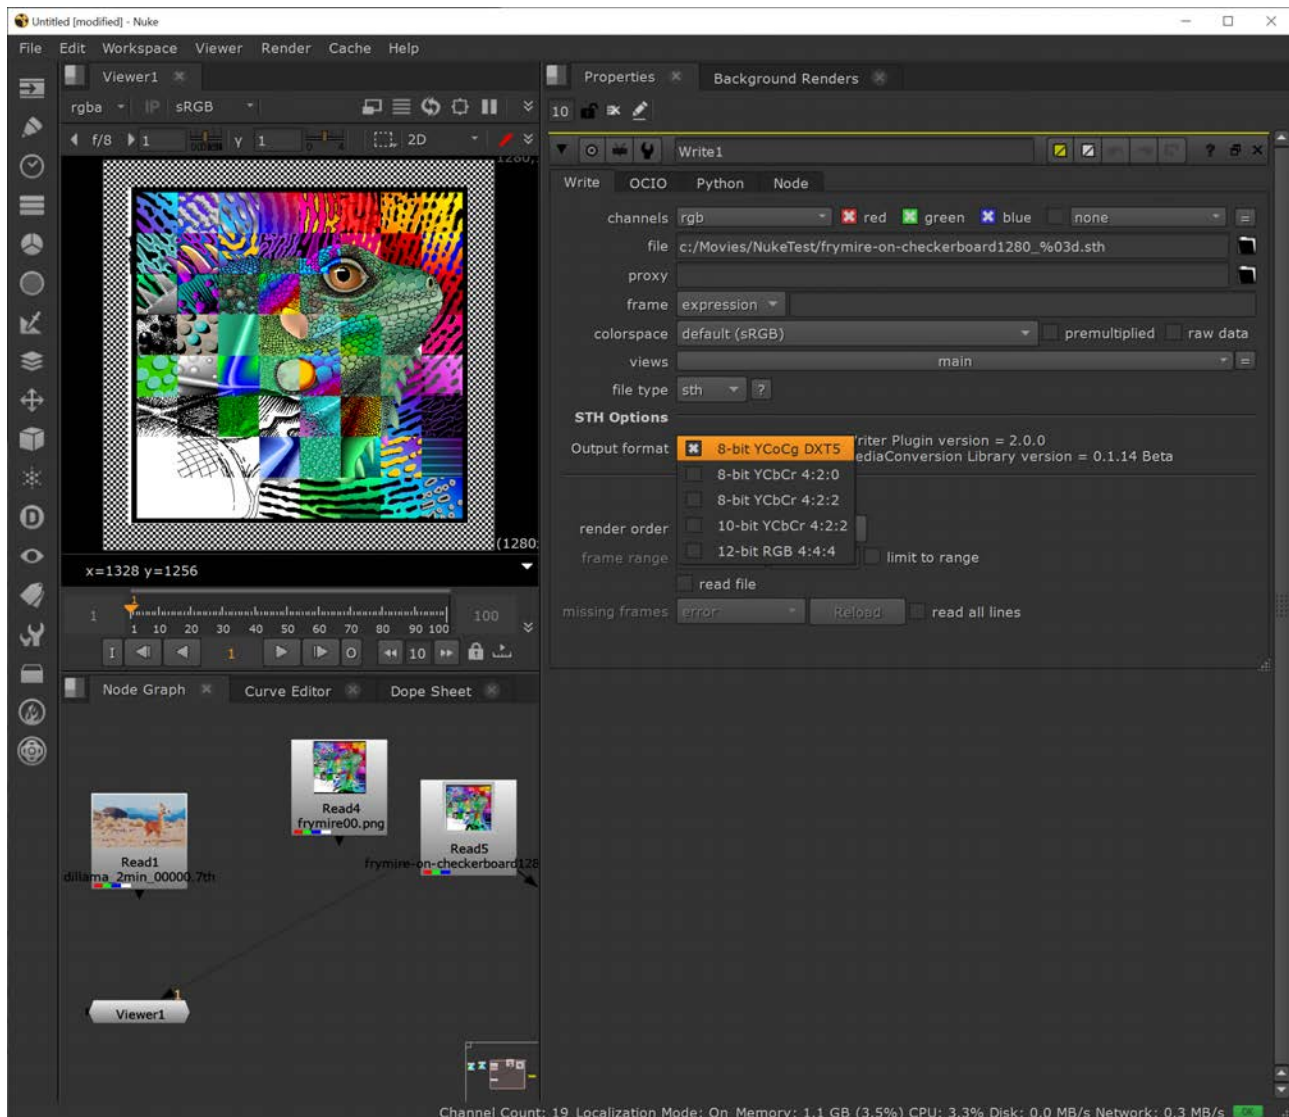 Untitled [modified] - Nuke
File Edit Workspace Viewer Render Cache Help
Viewer1
rgba IP sRGB
f/8 1 Y 1 2D
x=1328 y=1256
(1280
1
1 100
1 10 20 30 40 50 60 70 80 90 100
I 1 O 10
Node Graph Curve Editor Dope Sheet
Read4
frymire00.png
Read5
frymire-on-checkerboard128
Read1
dillama_2min_00000.7th
1
Viewer1
Properties Background Renders
10
Write1 ?
Write OCIO Python Node
channels rgb red green blue none =
file c:/Movies/NukeTest/frymire-on-checkerboard1280_%03d.sth
proxy
frame expression
colorspace default (sRGB) premultiplied raw data
views main =
file type sth ?
STH Options
Output format 8-bit YCoCg DXT5 riter Plugin version = 2.0.0
ediaConversion Library version = 0.1.14 Beta
8-bit YCbCr 4:2:0
8-bit YCbCr 4:2:2
10-bit YCbCr 4:2:2
12-bit RGB 4:4:4
render order
frame range limit to range
read file
missing frames error Reload read all lines
Channel Count: 19 Localization Mode: On Memory: 1.1 GB (3.5%) CPU: 3.3% Disk: 0.0 MB/s Network: 0.3 MB/s